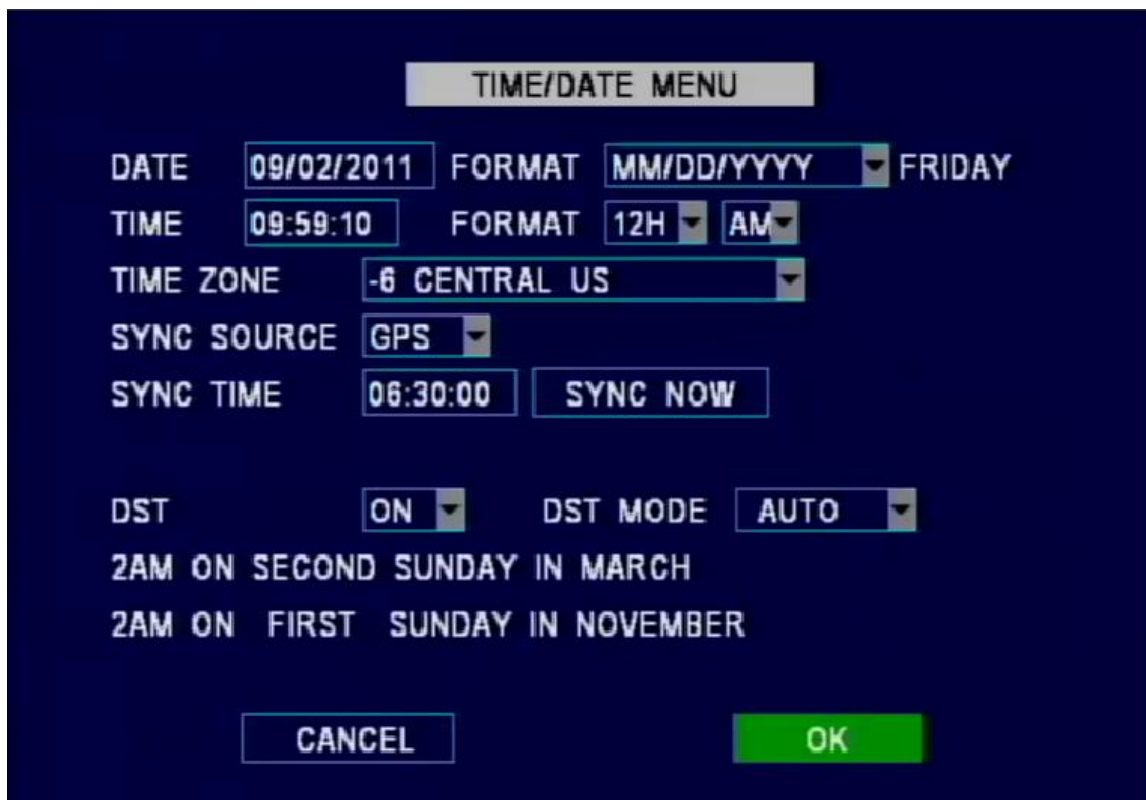 TIME/DATE MENU
DATE 09/02/2011 FORMAT MM/DD/YYYY FRIDAY
TIME 09:59:10 FORMAT 12H AM
TIME ZONE -6 CENTRAL US
SYNC SOURCE GPS
SYNC TIME 06:30:00 SYNC NOW
DST ON DST MODE AUTO
2AM ON SECOND SUNDAY IN MARCH
2AM ON FIRST SUNDAY IN NOVEMBER
CANCEL OK